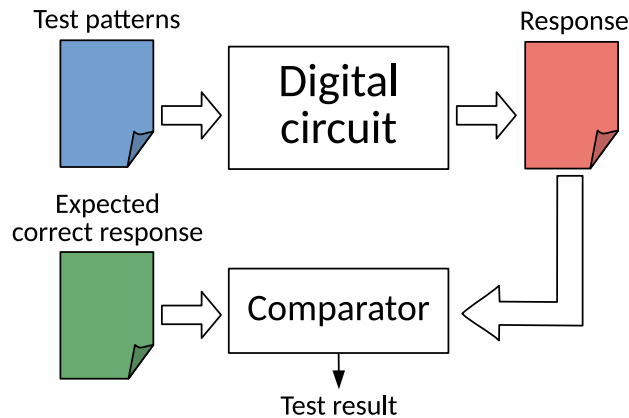 Test patterns
Response
Digital
circuit
Expected
correct response
Comparator
Test result